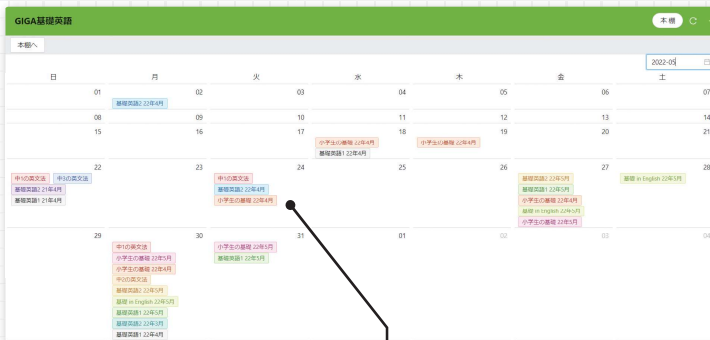 GIGA基礎英語
本棚
本棚へ
2022-05
日 月 火 水 木 金 土
01 02 03 04 05 06 07
基礎英語2 22年4月
08 09 10 11 12 13 14
15 16 17 18 19 20 21
小学生の基礎 22年4月 小学生の基礎 22年4月
基礎英語1 22年4月
22 23 24 25 26 27 28
中1の英文法 中3の英文法 中1の英文法 基礎英語2 22年5月 基礎 in English 22年5月
基礎英語2 21年4月 基礎英語2 22年4月 基礎英語1 22年5月
基礎英語1 21年4月 小学生の基礎 22年4月 小学生の基礎 22年4月
基礎 in English 22年5月
小学生の基礎 22年5月
29 30 31 01 02 03 04
中1の英文法 小学生の基礎 22年5月
小学生の基礎 22年5月 基礎英語1 22年5月
小学生の基礎 22年4月
中2の英文法
基礎英語2 22年5月
基礎 in English 22年5月
基礎英語1 22年5月
基礎英語2 22年3月
基礎英語1 22年4月